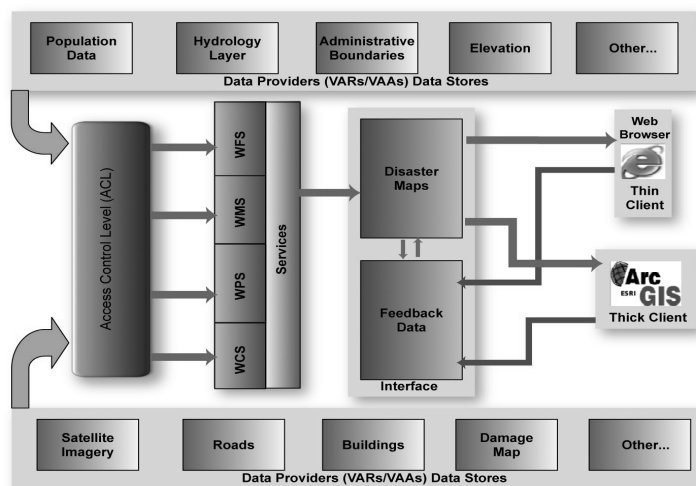 Population
Data
Hydrology
Layer
Administrative
Boundaries
Elevation
Other...
Data Providers (VARs/VAAs) Data Stores
Access Control Level (ACL)
WFS
WMS
WPS
WCS
Services
Disaster
Maps
Feedback
Data
Interface
Web
Browser
Thin
Client
Arc
ESRI GIS
Thick Client
Satellite
Imagery
Roads
Buildings
Damage
Map
Other...
Data Providers (VARs/VAAs) Data Stores